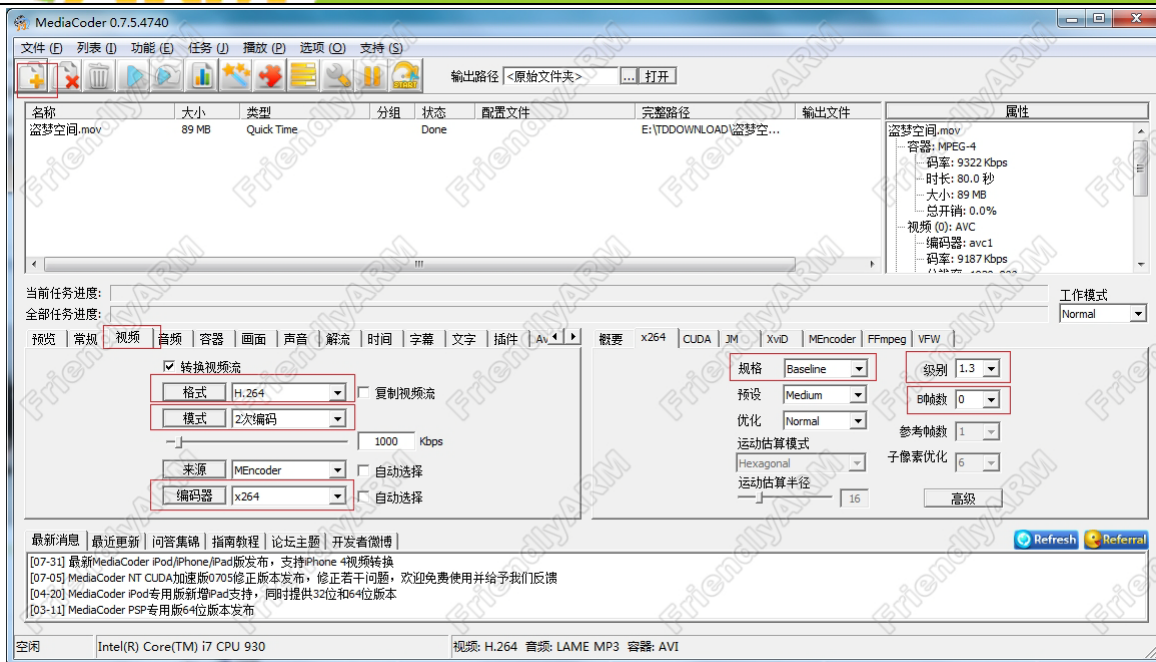 MediaCoder 0.7.5.4740
文件 (F) 列表 (I) 功能 (E) 任务 (J) 播放 (P) 选项 (O) 支持 (S)
START 输出路径 <原始文件夹> ... 打开
名称 大小 类型 分组 状态 配置文件 完整路径 输出文件 属性
盗梦空间.mov 89 MB Quick Time Done E:\TDDOWNLOAD\盗梦空... 盗梦空间.mov
容器: MPEG-4
码率: 9322 Kbps
时长: 80.0 秒
大小: 89 MB
总开销: 0.0%
视频 (0): AVC
编码器: avc1
码率: 9187 Kbps
当前任务进度:
全部任务进度:
工作模式
Normal
预览 常规 视频 音频 容器 画面 声音 解流 时间 字幕 文字 插件 Av
转换视频流
格式 H.264 复制视频流
模式 2次编码
1000 Kbps
来源 MEncoder 自动选择
编码器 x264 自动选择
概要 x264 CUDA JM XviD MEncoder FFmpeg VFW
规格 Baseline 级别 1.3
预设 Medium B帧数 0
优化 Normal 参考帧数 1
运动估算模式
Hexagonal 子像素优化 6
运动估算半径
16 高级
最新消息 最近更新 问答集锦 指南教程 论坛主题 开发者微博 Refresh Referral
[07-31] 最新MediaCoder iPod/iPhone/iPad版发布，支持iPhone 4视频转换
[07-05] MediaCoder NT CUDA加速版0705修正版本发布，修正若干问题，欢迎免费使用并给予我们反馈
[04-20] MediaCoder iPod专用版新增iPad支持，同时提供32位和64位版本
[03-11] MediaCoder PSP专用版64位版本发布
空闲 Intel(R) Core(TM) i7 CPU 930 视频: H.264 音频: LAME MP3 容器: AVI
FriendlyARM